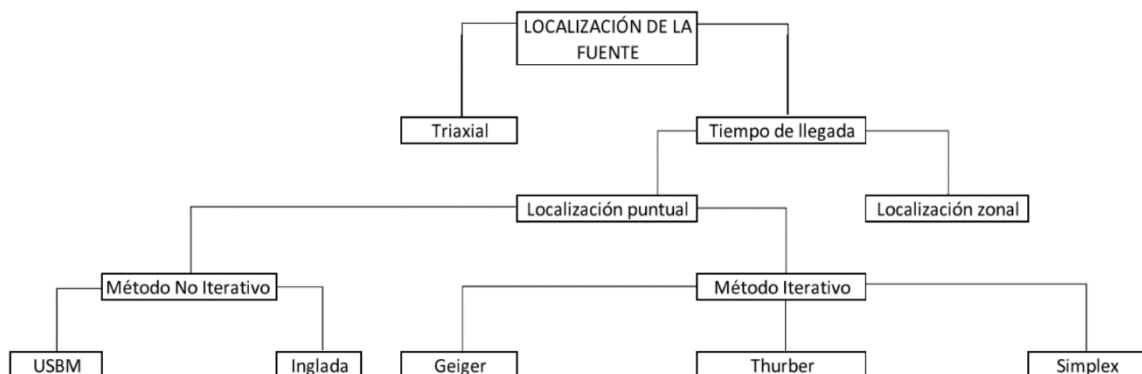 LOCALIZACIÓN DE LA
FUENTE
Triaxial
Tiempo de llegada
Localización puntual
Localización zonal
Método No Iterativo
Método Iterativo
USBM
Inglada
Geiger
Thurber
Simplex